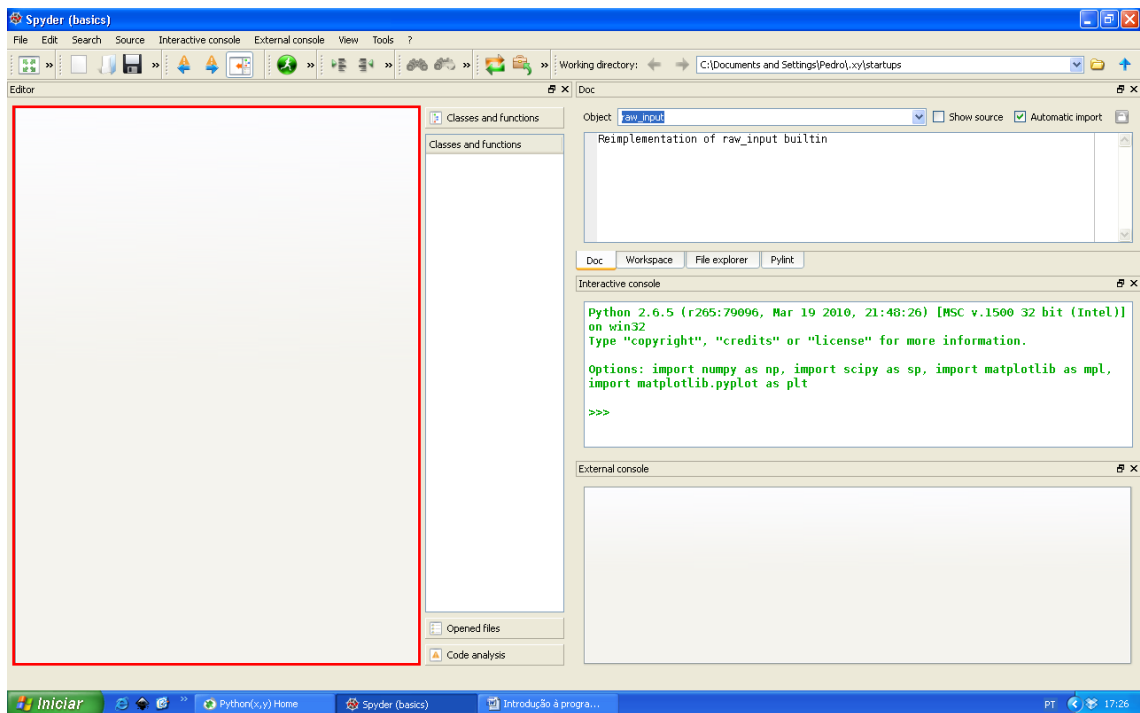 Spyder (basics)
File Edit Search Source Interactive console External console View Tools ?
» » » » » » Working directory: C:\Documents and Settings\Pedro\.xy\startups
Editor
Classes and functions
Classes and functions
Opened files
Code analysis
Doc
Object raw_input Show source Automatic import
Reimplementation of raw_input builtin
Doc Workspace File explorer Pylint
Interactive console
Python 2.6.5 (r265:79096, Mar 19 2010, 21:48:26) [MSC v.1500 32 bit (Intel)]
on win32
Type "copyright", "credits" or "license" for more information.
Options: import numpy as np, import scipy as sp, import matplotlib as mpl,
import matplotlib.pyplot as plt
>>>
External console
Iniciar » Python(x,y) Home Spyder (basics) Introdução à progra... PT 17:26